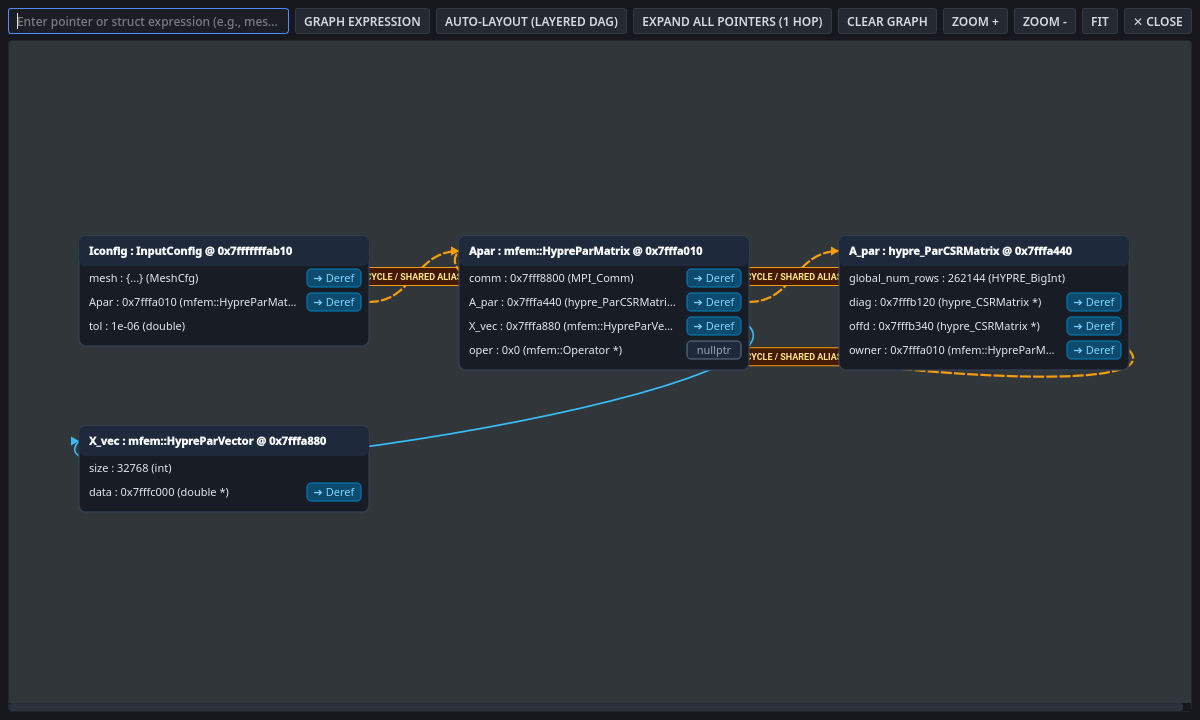 Enter pointer or struct expression (e.g., mes...
GRAPH EXPRESSION
AUTO-LAYOUT (LAYERED DAG)
EXPAND ALL POINTERS (1 HOP)
CLEAR GRAPH
ZOOM +
ZOOM -
FIT
✕ CLOSE
Iconfig : InputConfig @ 0x7fffffffab10
mesh : {...} (MeshCfg)
➔ Deref
Apar : 0x7fffa010 (mfem::HypreParMat...
➔ Deref
tol : 1e-06 (double)
YCLE / SHARED ALIAS
Apar : mfem::HypreParMatrix @ 0x7fffa010
comm : 0x7fff8800 (MPI_Comm)
➔ Deref
A_par : 0x7fffa440 (hypre_ParCSRMatri...
➔ Deref
X_vec : 0x7fffa880 (mfem::HypreParVe...
➔ Deref
oper : 0x0 (mfem::Operator *)
nullptr
YCLE / SHARED ALIAS
YCLE / SHARED ALIAS
A_par : hypre_ParCSRMatrix @ 0x7fffa440
global_num_rows : 262144 (HYPRE_BigInt)
diag : 0x7fffb120 (hypre_CSRMatrix *)
➔ Deref
offd : 0x7fffb340 (hypre_CSRMatrix *)
➔ Deref
owner : 0x7fffa010 (mfem::HypreParM...
➔ Deref
X_vec : mfem::HypreParVector @ 0x7fffa880
size : 32768 (int)
data : 0x7fffc000 (double *)
➔ Deref